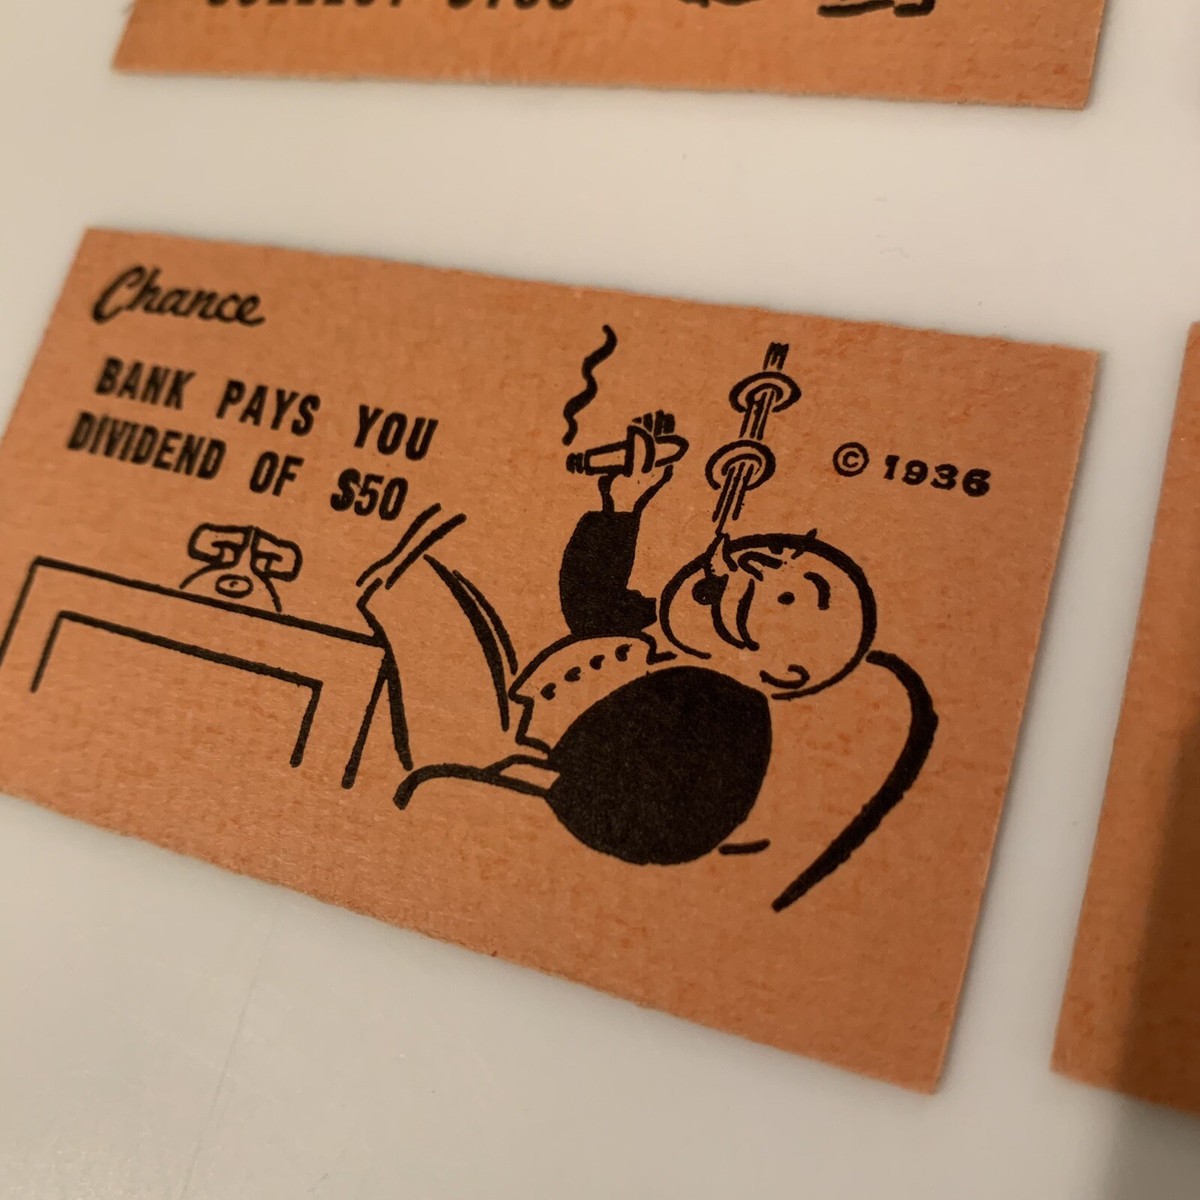 Chance
BANK PAYS YOU
DIVIDEND OF $50
© 1936